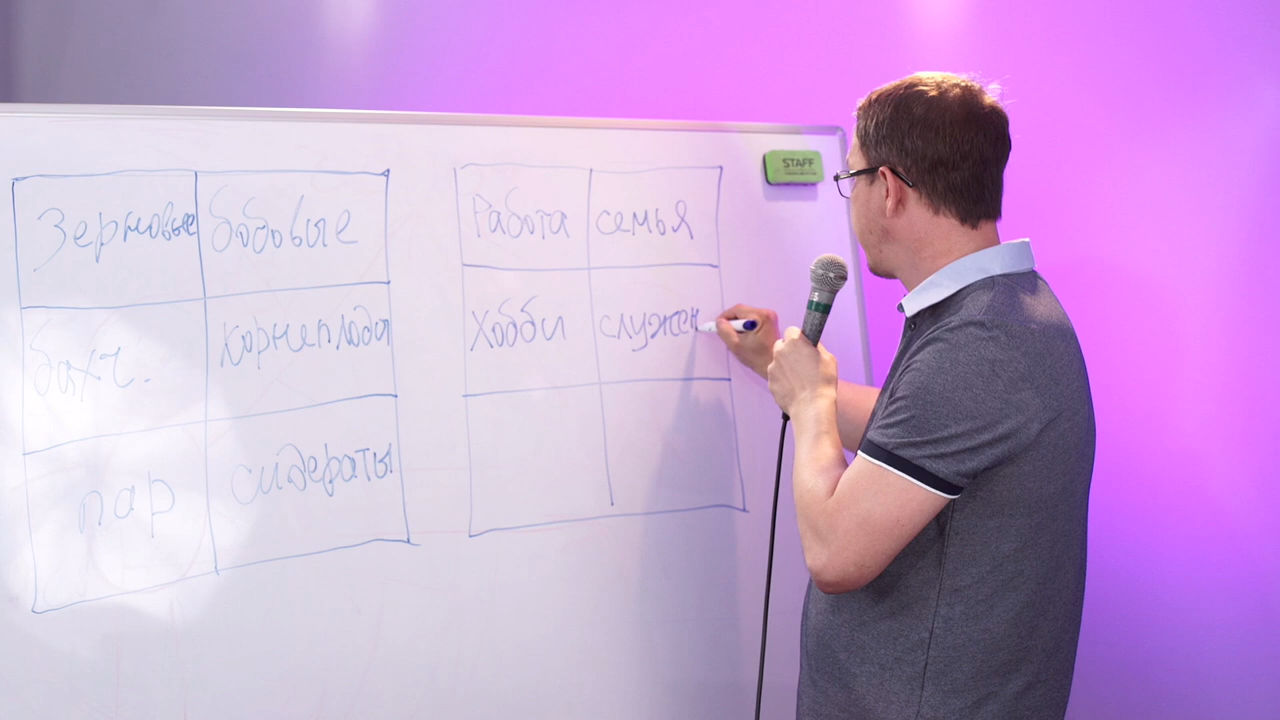 Зерновые бобовые
бахч. корнеплоды
пар сидераты
Работа семья
Хобби служен
STAFF